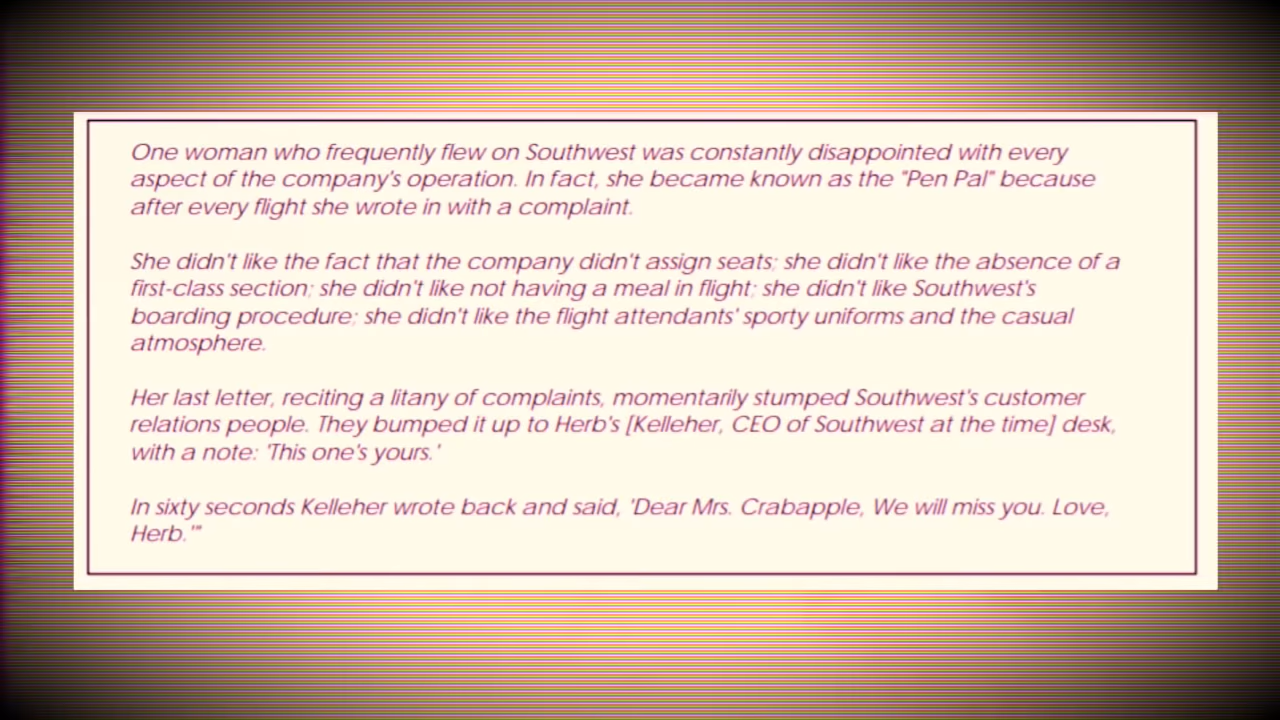 One woman who frequently flew on Southwest was constantly disappointed with every
aspect of the company's operation. In fact, she became known as the "Pen Pal" because
after every flight she wrote in with a complaint.
She didn't like the fact that the company didn't assign seats; she didn't like the absence of a
first-class section; she didn't like not having a meal in flight; she didn't like Southwest's
boarding procedure; she didn't like the flight attendants' sporty uniforms and the casual
atmosphere.
Her last letter, reciting a litany of complaints, momentarily stumped Southwest's customer
relations people. They bumped it up to Herb's [Kelleher, CEO of Southwest at the time] desk,
with a note: 'This one's yours.'
In sixty seconds Kelleher wrote back and said, 'Dear Mrs. Crabapple, We will miss you. Love,
Herb.'"